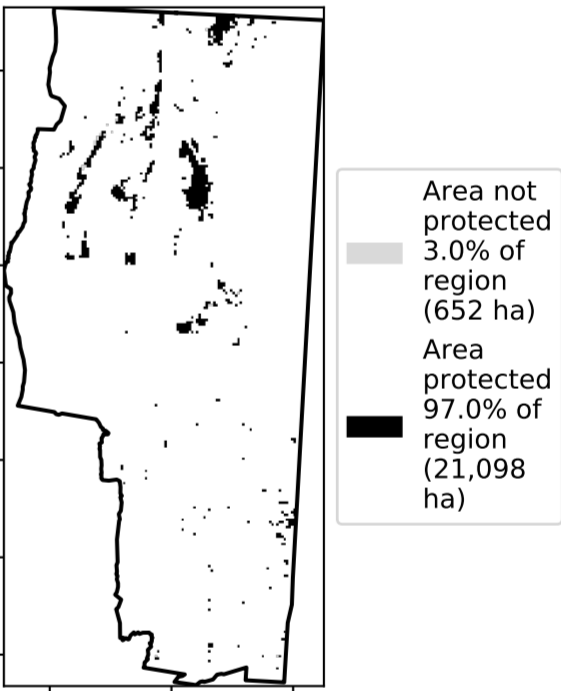 Area not
protected
3.0% of
region
(652 ha)
Area
protected
97.0% of
region
(21,098
ha)